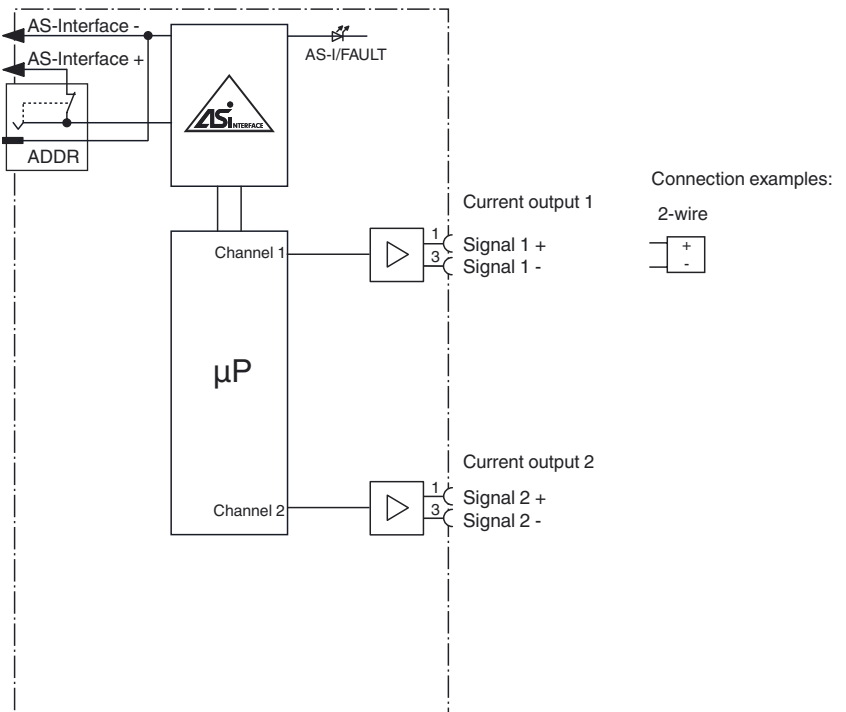 AS-Interface -
AS-Interface +
AS-I/FAULT
ASi INTERFACE
ADDR
Connection examples:
Current output 1
2-wire
Channel 1
1
Signal 1 +
+
3
Signal 1 -
-
µP
Current output 2
1
Signal 2 +
Channel 2
3
Signal 2 -